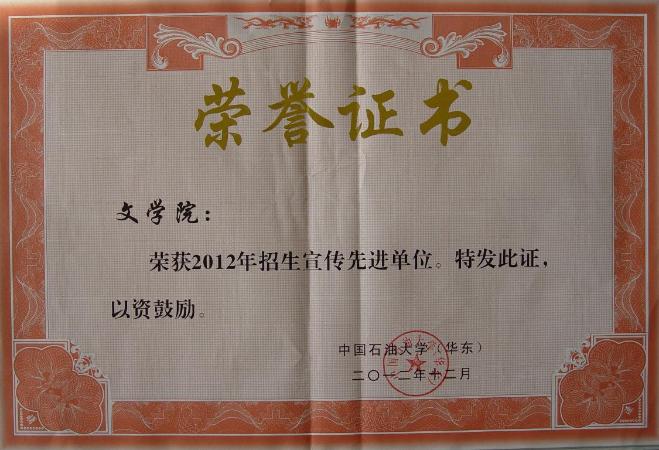 荣誉证书
文学院：
荣获2012年招生宣传先进单位。特发此证，
以资鼓励。
中国石油大学（华东）
二〇一二年十二月